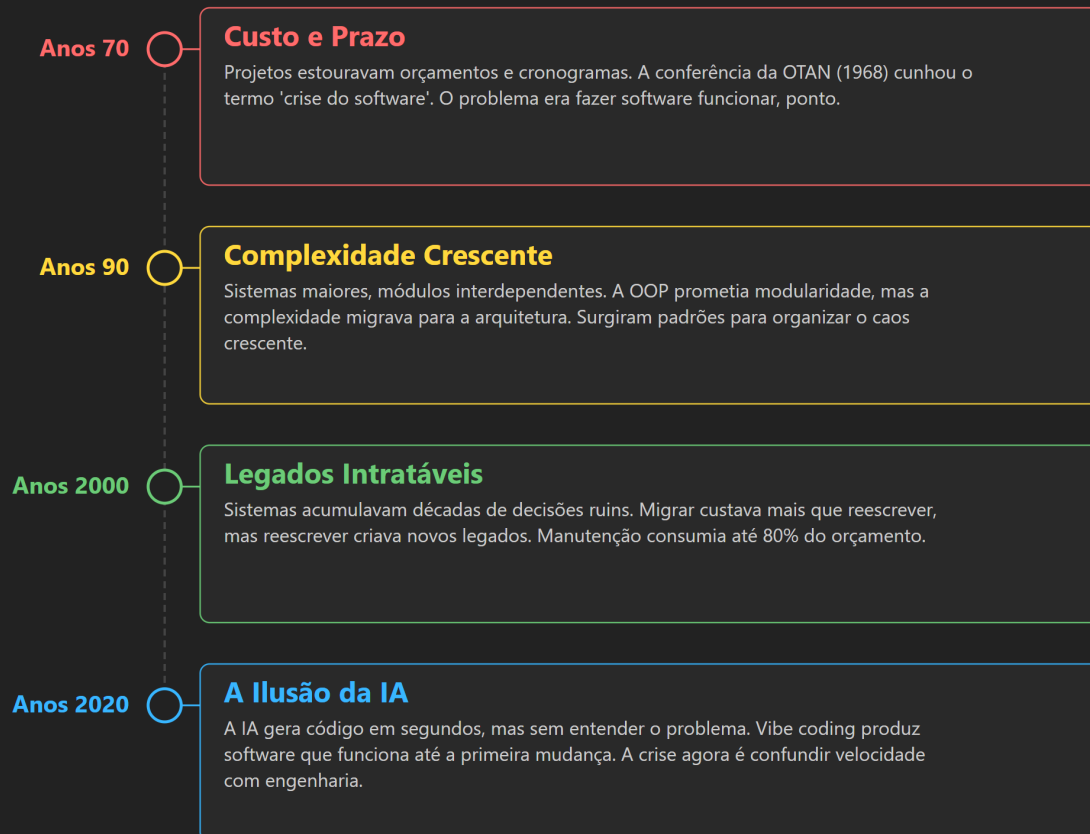 Anos 70
Custo e Prazo
Projetos estouravam orçamentos e cronogramas. A conferência da OTAN (1968) cunhou o
termo 'crise do software'. O problema era fazer software funcionar, ponto.
Anos 90
Complexidade Crescente
Sistemas maiores, módulos interdependentes. A OOP prometia modularidade, mas a
complexidade migrava para a arquitetura. Surgiram padrões para organizar o caos
crescente.
Anos 2000
Legados Intratáveis
Sistemas acumulavam décadas de decisões ruins. Migrar custava mais que reescrever,
mas reescrever criava novos legados. Manutenção consumia até 80% do orçamento.
Anos 2020
A Ilusão da IA
A IA gera código em segundos, mas sem entender o problema. Vibe coding produz
software que funciona até a primeira mudança. A crise agora é confundir velocidade
com engenharia.